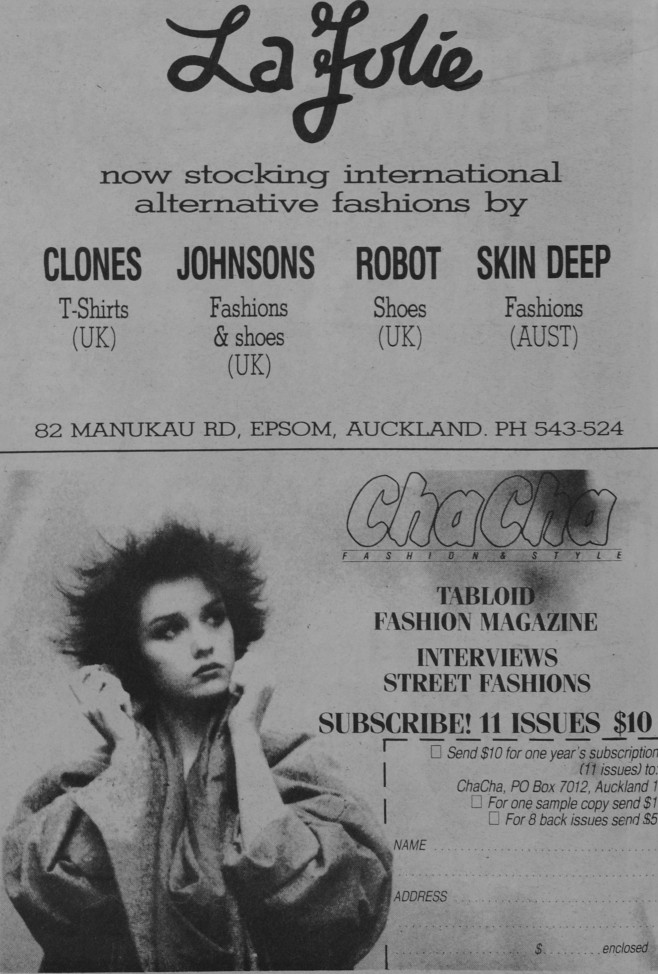 La Jolie
now stocking international
alternative fashions by
CLONES
T-Shirts
(UK)
JOHNSONS
Fashions
& shoes
(UK)
ROBOT
Shoes
(UK)
SKIN DEEP
Fashions
(AUST)
82 MANUKAU RD, EPSOM, AUCKLAND. PH 543-524
ChaCha
FASHION & STYLE
TABLOID
FASHION MAGAZINE
INTERVIEWS
STREET FASHIONS
SUBSCRIBE! 11 ISSUES $10
Send $10 for one year's subscription
(11 issues) to:
ChaCha, PO Box 7012, Auckland 1
For one sample copy send $1
For 8 back issues send $5
NAME
ADDRESS
$ enclosed